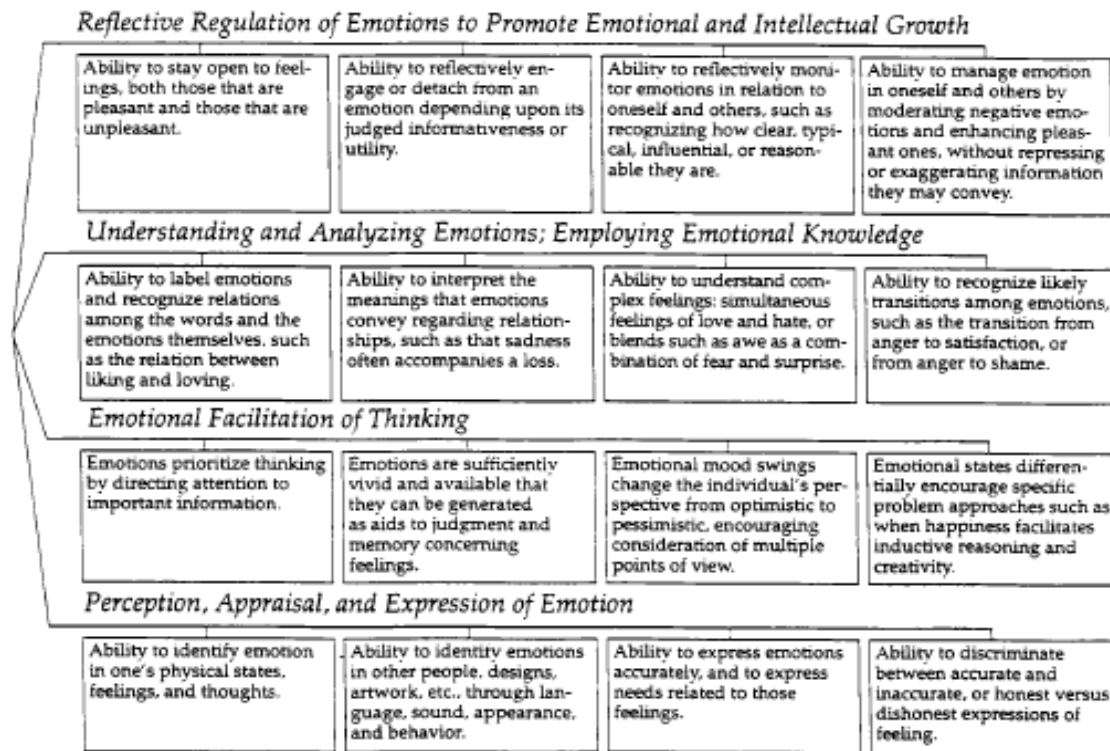 Reflective Regulation of Emotions to Promote Emotional and Intellectual Growth
Ability to stay open to feel-
ings, both those that are
pleasant and those that are
unpleasant.
Ability to reflectively en-
gage or detach from an
emotion depending upon its
judged informativeness or
utility.
Ability to reflectively moni-
tor emotions in relation to
oneself and others, such as
recognizing how clear, typi-
cal, influential, or reason-
able they are.
Ability to manage emotion
in oneself and others by
moderating negative emo-
tions and enhancing pleas-
ant ones, without repressing
or exaggerating information
they may convey.
Understanding and Analyzing Emotions; Employing Emotional Knowledge
Ability to label emotions
and recognize relations
among the words and the
emotions themselves, such
as the relation between
liking and loving.
Ability to interpret the
meanings that emotions
convey regarding relation-
ships, such as that sadness
often accompanies a loss.
Ability to understand com-
plex feelings: simultaneous
feelings of love and hate, or
blends such as awe as a com-
bination of fear and surprise.
Ability to recognize likely
transitions among emotions,
such as the transition from
anger to satisfaction, or
from anger to shame.
Emotional Facilitation of Thinking
Emotions prioritize thinking
by directing attention to
important information.
Emotions are sufficiently
vivid and available that
they can be generated
as aids to judgment and
memory concerning
feelings.
Emotional mood swings
change the individual's per-
spective from optimistic to
pessimistic, encouraging
consideration of multiple
points of view.
Emotional states differen-
tially encourage specific
problem approaches such as
when happiness facilitates
inductive reasoning and
creativity.
Perception, Appraisal, and Expression of Emotion
Ability to identify emotion
in one's physical states,
feelings, and thoughts.
Ability to identify emotions
in other people, designs,
artwork, etc., through lan-
guage, sound, appearance,
and behavior.
Ability to express emotions
accurately, and to express
needs related to those
feelings.
Ability to discriminate
between accurate and
inaccurate, or honest versus
dishonest expressions of
feeling.